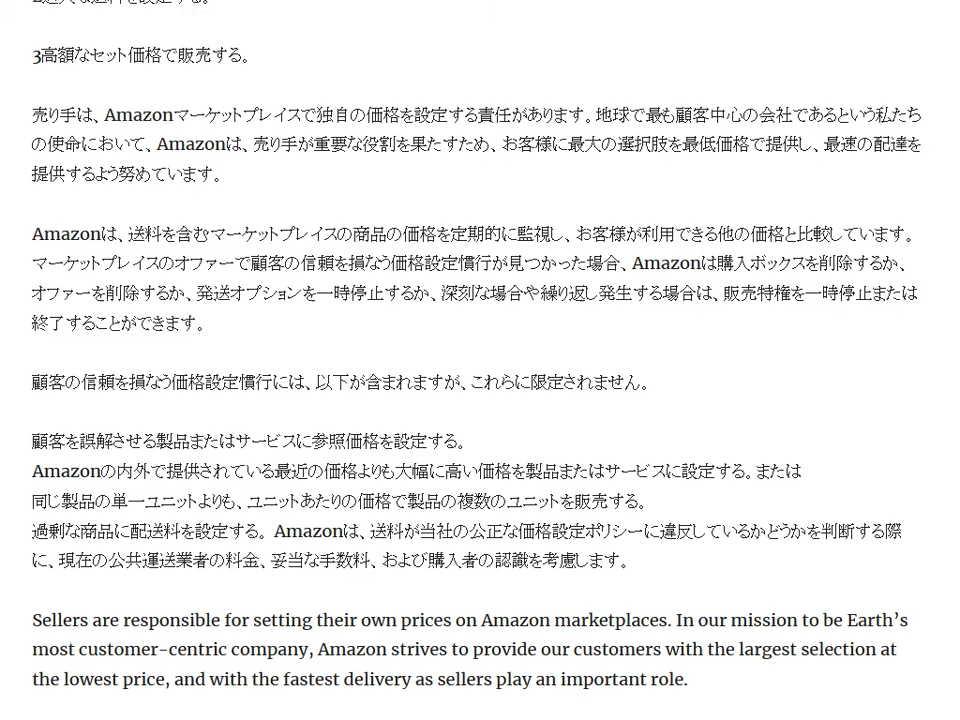 3高額なセット価格で販売する。
売り手は、Amazonマーケットプレイスで独自の価格を設定する責任があります。地球で最も顧客中心の会社であるという私たち
の使命において、Amazonは、売り手が重要な役割を果たすため、お客様に最大の選択肢を最低価格で提供し、最速の配達を
提供するよう努めています。
Amazonは、送料を含むマーケットプレイスの商品の価格を定期的に監視し、お客様が利用できる他の価格と比較しています。
マーケットプレイスのオファーで顧客の信頼を損なう価格設定慣行が見つかった場合、Amazonは購入ボックスを削除するか、
オファーを削除するか、発送オプションを一時停止するか、深刻な場合や繰り返し発生する場合は、販売特権を一時停止または
終了することができます。
顧客の信頼を損なう価格設定慣行には、以下が含まれますが、これらに限定されません。
顧客を誤解させる製品またはサービスに参照価格を設定する。
Amazonの内外で提供されている最近の価格よりも大幅に高い価格を製品またはサービスに設定する。または
同じ製品の単一ユニットよりも、ユニットあたりの価格で製品の複数のユニットを販売する。
過剰な商品に配送料を設定する。 Amazonは、送料が当社の公正な価格設定ポリシーに違反しているかどうかを判断する際
に、現在の公共運送業者の料金、妥当な手数料、および購入者の認識を考慮します。
Sellers are responsible for setting their own prices on Amazon marketplaces. In our mission to be Earth’s
most customer-centric company, Amazon strives to provide our customers with the largest selection at
the lowest price, and with the fastest delivery as sellers play an important role.